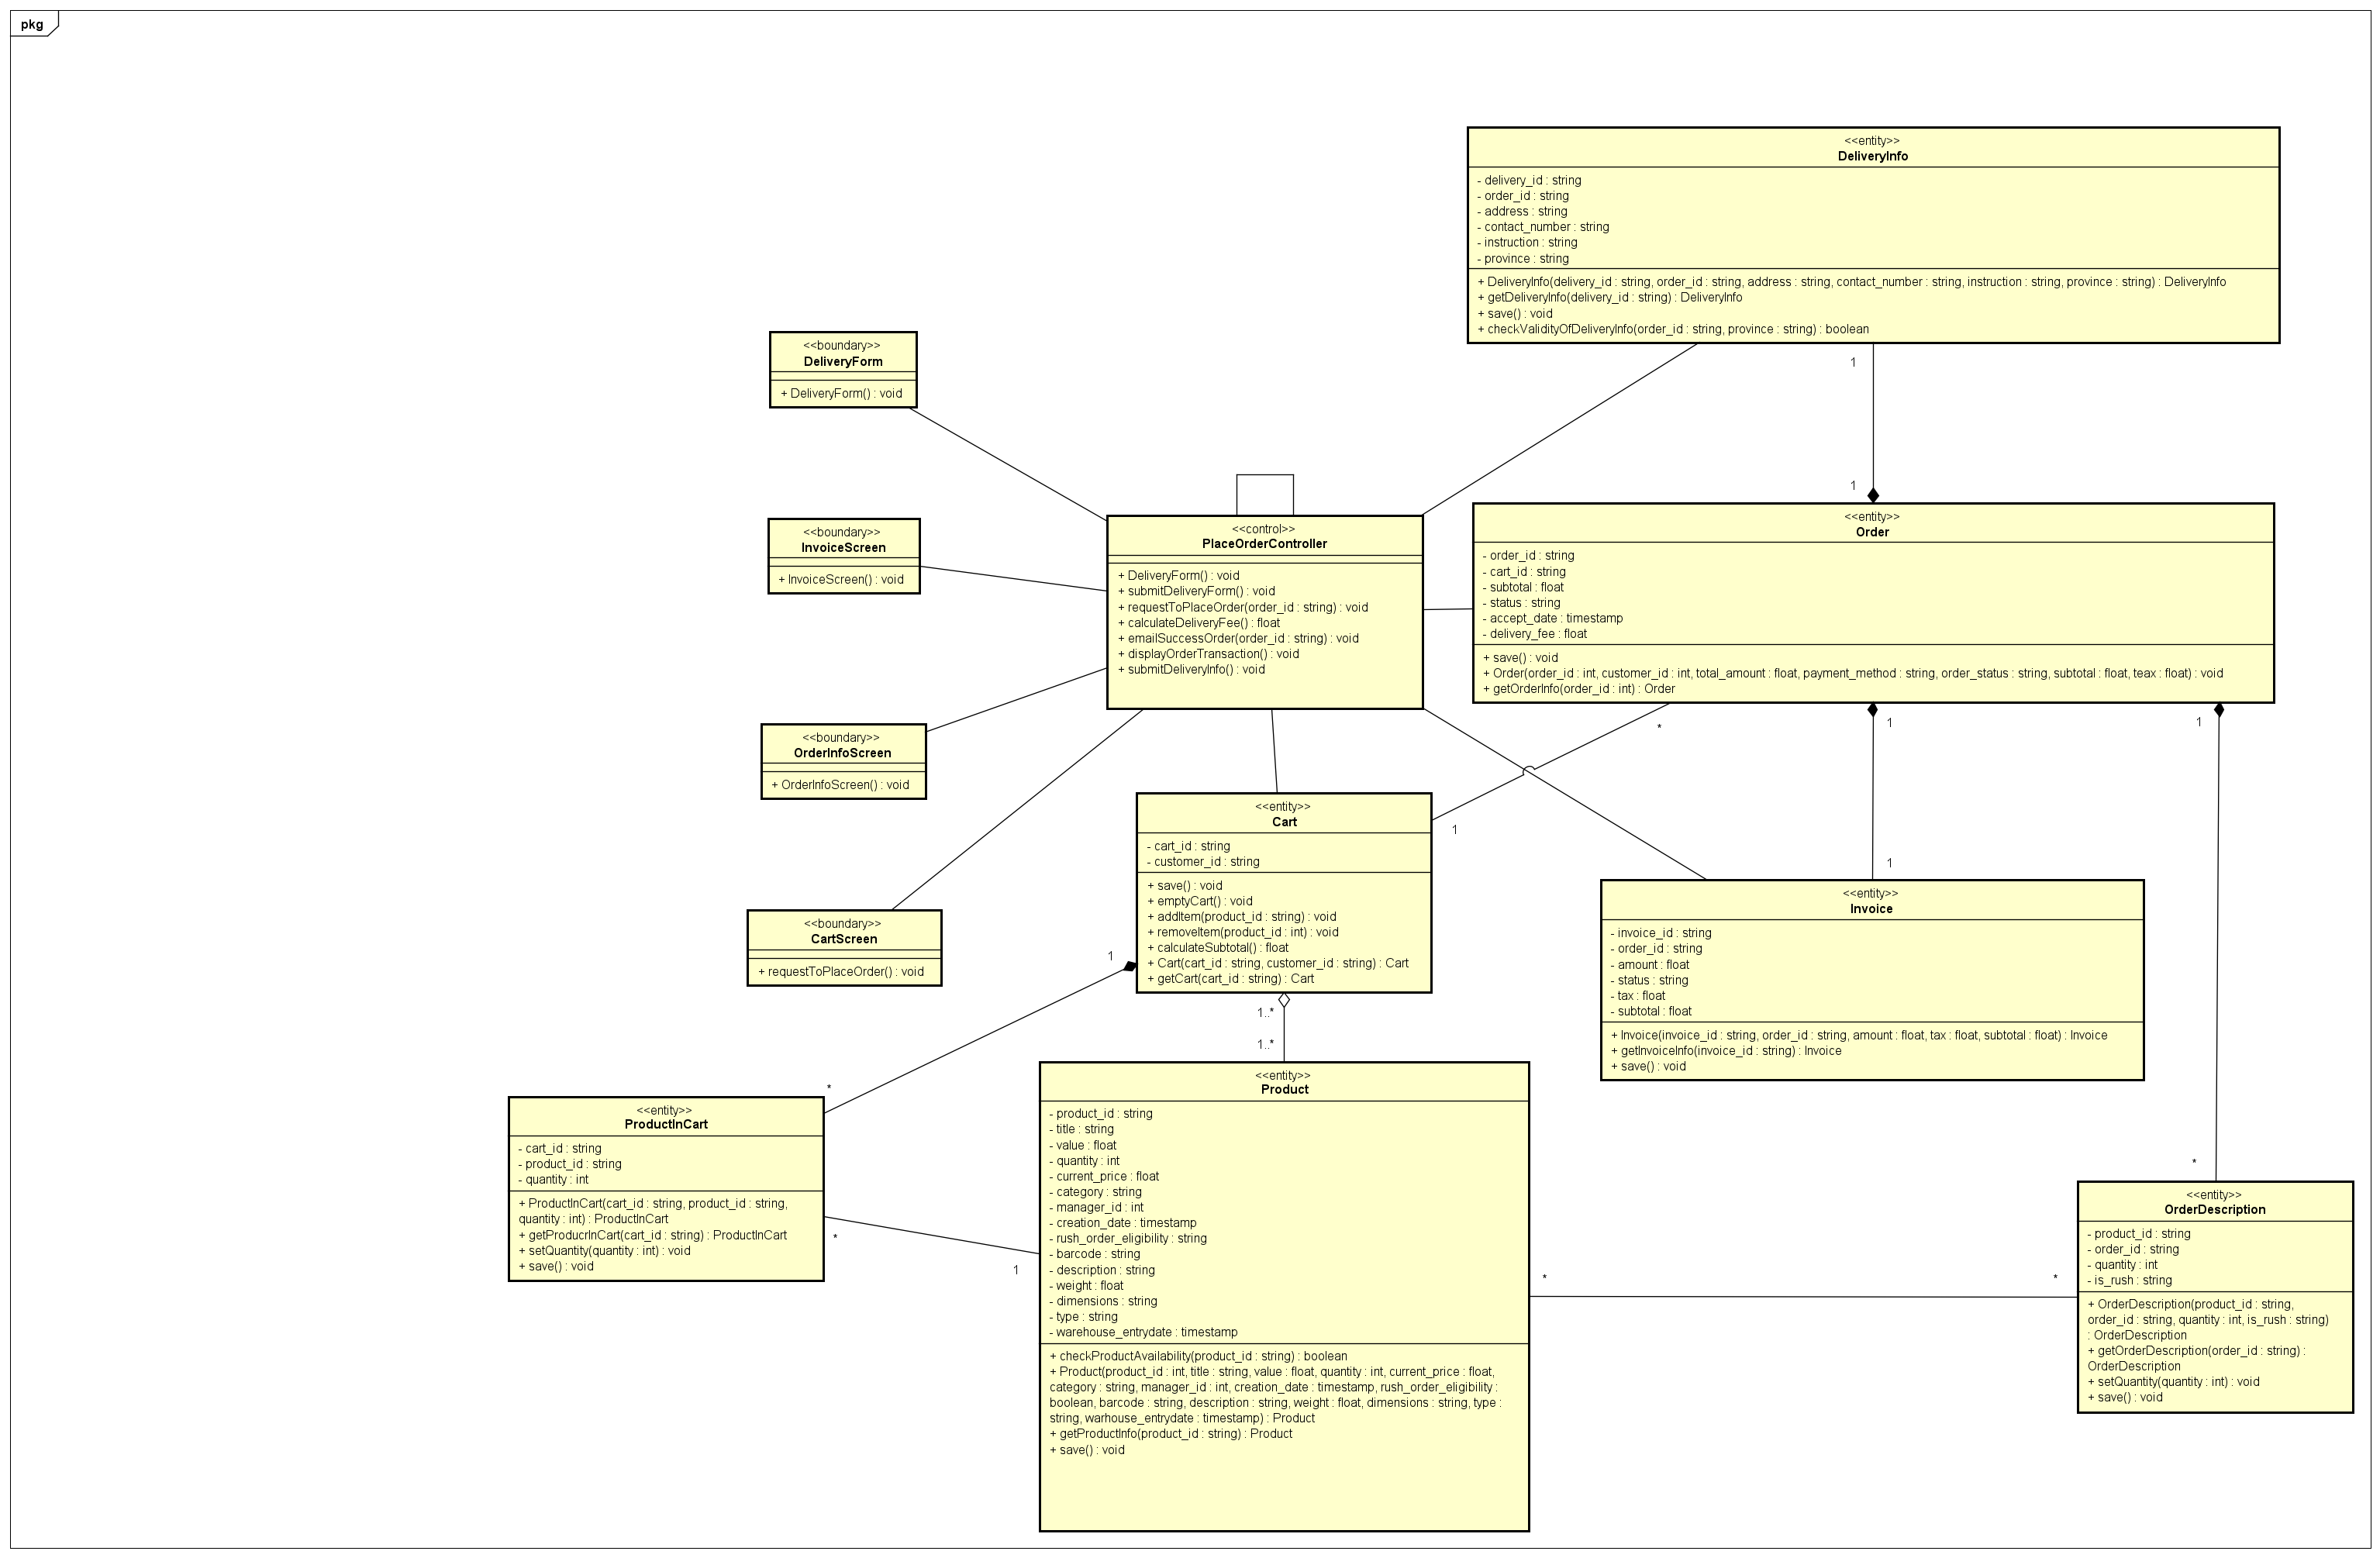 pkg
<<entity>>
DeliveryInfo
- delivery_id : string
- order_id : string
- address : string
- contact_number : string
- instruction : string
- province : string
+ DeliveryInfo(delivery_id : string, order_id : string, address : string, contact_number : string, instruction : string, province : string) : DeliveryInfo
+ getDeliveryInfo(delivery_id : string) : DeliveryInfo
+ save() : void
+ checkValidityOfDeliveryInfo(order_id : string, province : string) : boolean
1
1
<<boundary>>
DeliveryForm
+ DeliveryForm() : void
<<boundary>>
InvoiceScreen
+ InvoiceScreen() : void
<<control>>
PlaceOrderController
+ DeliveryForm() : void
+ submitDeliveryForm() : void
+ requestToPlaceOrder(order_id : string) : void
+ calculateDeliveryFee() : float
+ emailSuccessOrder(order_id : string) : void
+ displayOrderTransaction() : void
+ submitDeliveryInfo() : void
<<entity>>
Order
- order_id : string
- cart_id : string
- subtotal : float
- status : string
- accept_date : timestamp
- delivery_fee : float
+ save() : void
+ Order(order_id : int, customer_id : int, total_amount : float, payment_method : string, order_status : string, subtotal : float, teax : float) : void
+ getOrderInfo(order_id : int) : Order
*
1
1
<<boundary>>
OrderInfoScreen
+ OrderInfoScreen() : void
<<entity>>
Cart
- cart_id : string
- customer_id : string
+ save() : void
+ emptyCart() : void
+ addItem(product_id : string) : void
+ removeItem(product_id : int) : void
+ calculateSubtotal() : float
+ Cart(cart_id : string, customer_id : string) : Cart
+ getCart(cart_id : string) : Cart
1
1
<<boundary>>
CartScreen
+ requestToPlaceOrder() : void
<<entity>>
Invoice
- invoice_id : string
- order_id : string
- amount : float
- status : string
- tax : float
- subtotal : float
+ Invoice(invoice_id : string, order_id : string, amount : float, tax : float, subtotal : float) : Invoice
+ getInvoiceInfo(invoice_id : string) : Invoice
+ save() : void
1
1..*
1..*
*
<<entity>>
ProductInCart
- cart_id : string
- product_id : string
- quantity : int
+ ProductInCart(cart_id : string, product_id : string,
quantity : int) : ProductInCart
+ getProducrInCart(cart_id : string) : ProductInCart
+ setQuantity(quantity : int) : void
+ save() : void
*
1
<<entity>>
Product
- product_id : string
- title : string
- value : float
- quantity : int
- current_price : float
- category : string
- manager_id : int
- creation_date : timestamp
- rush_order_eligibility : string
- barcode : string
- description : string
- weight : float
- dimensions : string
- type : string
- warehouse_entrydate : timestamp
+ checkProductAvailability(product_id : string) : boolean
+ Product(product_id : int, title : string, value : float, quantity : int, current_price : float,
category : string, manager_id : int, creation_date : timestamp, rush_order_eligibility :
boolean, barcode : string, description : string, weight : float, dimensions : string, type :
string, warhouse_entrydate : timestamp) : Product
+ getProductInfo(product_id : string) : Product
+ save() : void
*
*
*
<<entity>>
OrderDescription
- product_id : string
- order_id : string
- quantity : int
- is_rush : string
+ OrderDescription(product_id : string,
order_id : string, quantity : int, is_rush : string)
: OrderDescription
+ getOrderDescription(order_id : string) :
OrderDescription
+ setQuantity(quantity : int) : void
+ save() : void